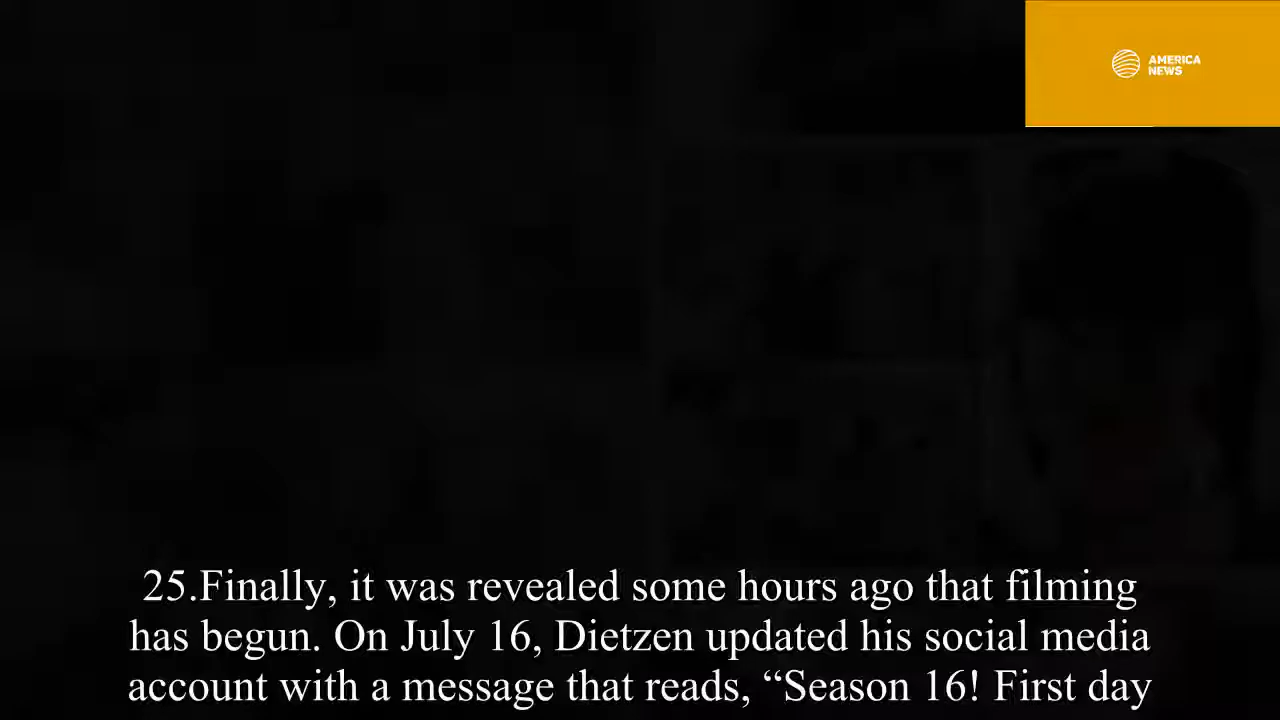 AMERICA
NEWS
25.Finally, it was revealed some hours ago that filming
has begun. On July 16, Dietzen updated his social media
account with a message that reads, “Season 16! First day